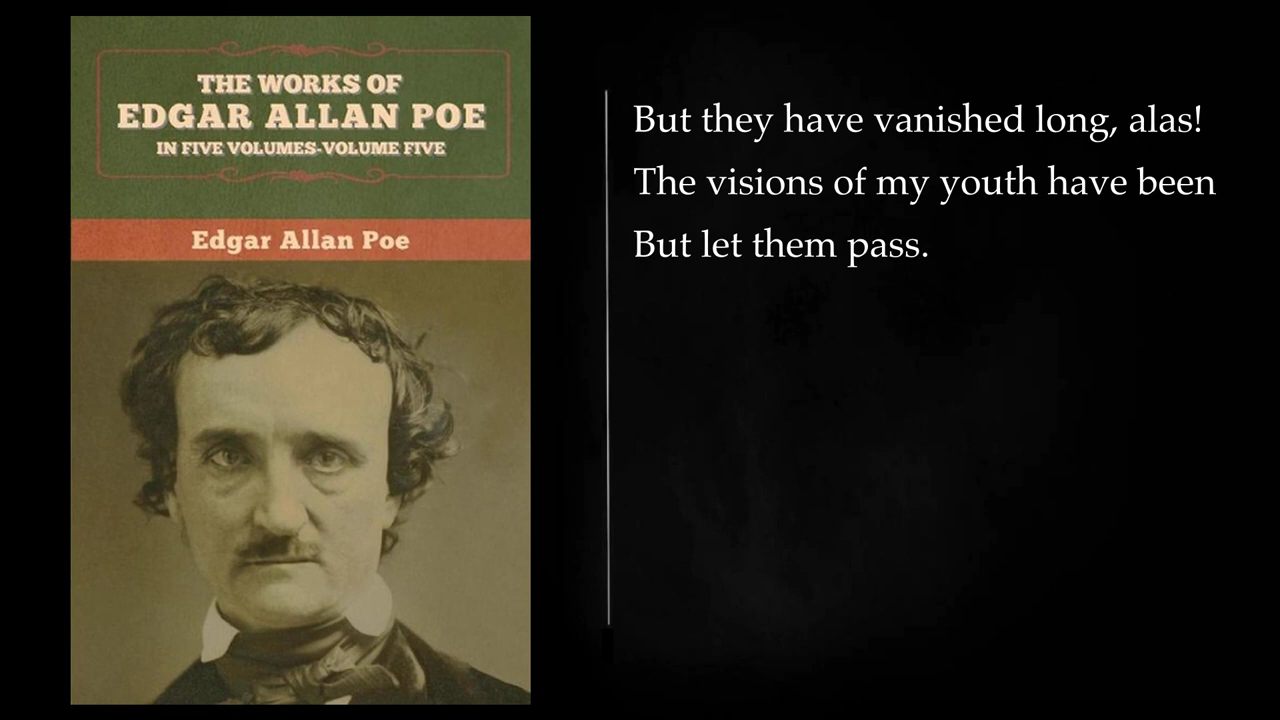 THE WORKS OF
EDGAR ALLAN POE
IN FIVE VOLUMES-VOLUME FIVE
Edgar Allan Poe
But they have vanished long, alas!
The visions of my youth have been
But let them pass.